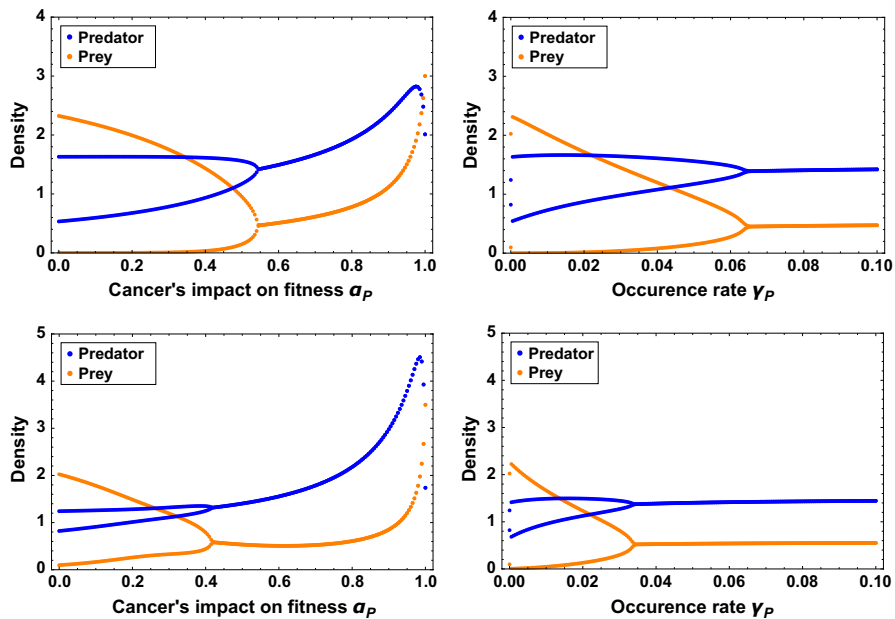 4
3
2
1
0
Density
Predator
Prey
0.0 0.2 0.4 0.6 0.8 1.0
Cancer's impact on fitness α_P
4
3
2
1
0
Density
Predator
Prey
0.00 0.02 0.04 0.06 0.08 0.10
Occurence rate γ_P
5
4
3
2
1
0
Density
Predator
Prey
0.0 0.2 0.4 0.6 0.8 1.0
Cancer's impact on fitness α_P
5
4
3
2
1
0
Density
Predator
Prey
0.00 0.02 0.04 0.06 0.08 0.10
Occurence rate γ_P